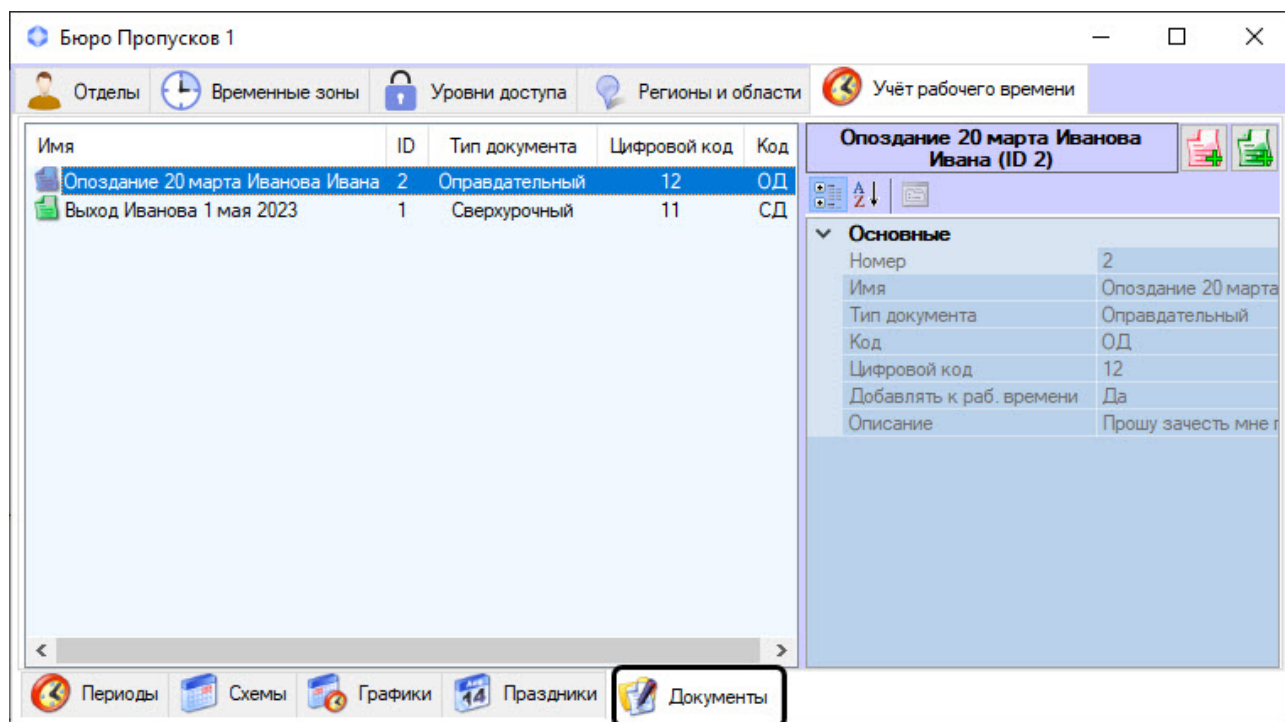 Бюро Пропусков 1
Отделы Временные зоны Уровни доступа Регионы и области Учёт рабочего времени
Имя ID Тип документа Цифровой код Код
Опоздание 20 марта Иванова Ивана 2 Оправдательный 12 ОД
Выход Иванова 1 мая 2023 1 Сверхурочный 11 СД
Опоздание 20 марта Иванова
Ивана (ID 2)
Основные
Номер 2
Имя Опоздание 20 марта
Тип документа Оправдательный
Код ОД
Цифровой код 12
Добавлять к раб. времени Да
Описание Прошу зачесть мне
Периоды Схемы Графики Праздники Документы